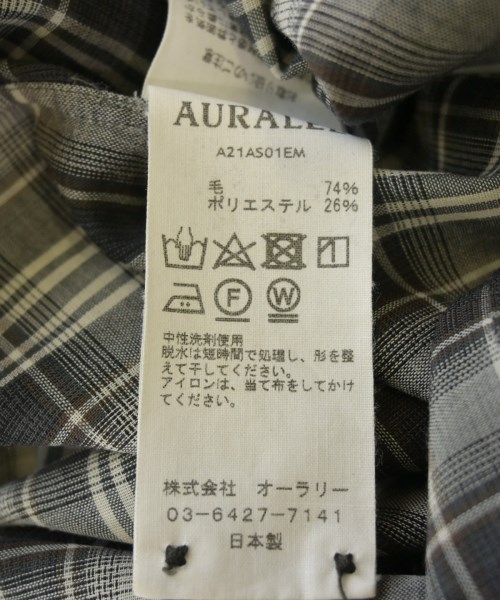 AURALEE
A21AS01EM
毛 74%
ポリエステル 26%
F W
中性洗剤使用
脱水は短時間で処理し、形を整
えて干してください。
アイロンは、当て布をしてかけ
てください。
株式会社 オーラリー
03-6427-7141
日本製